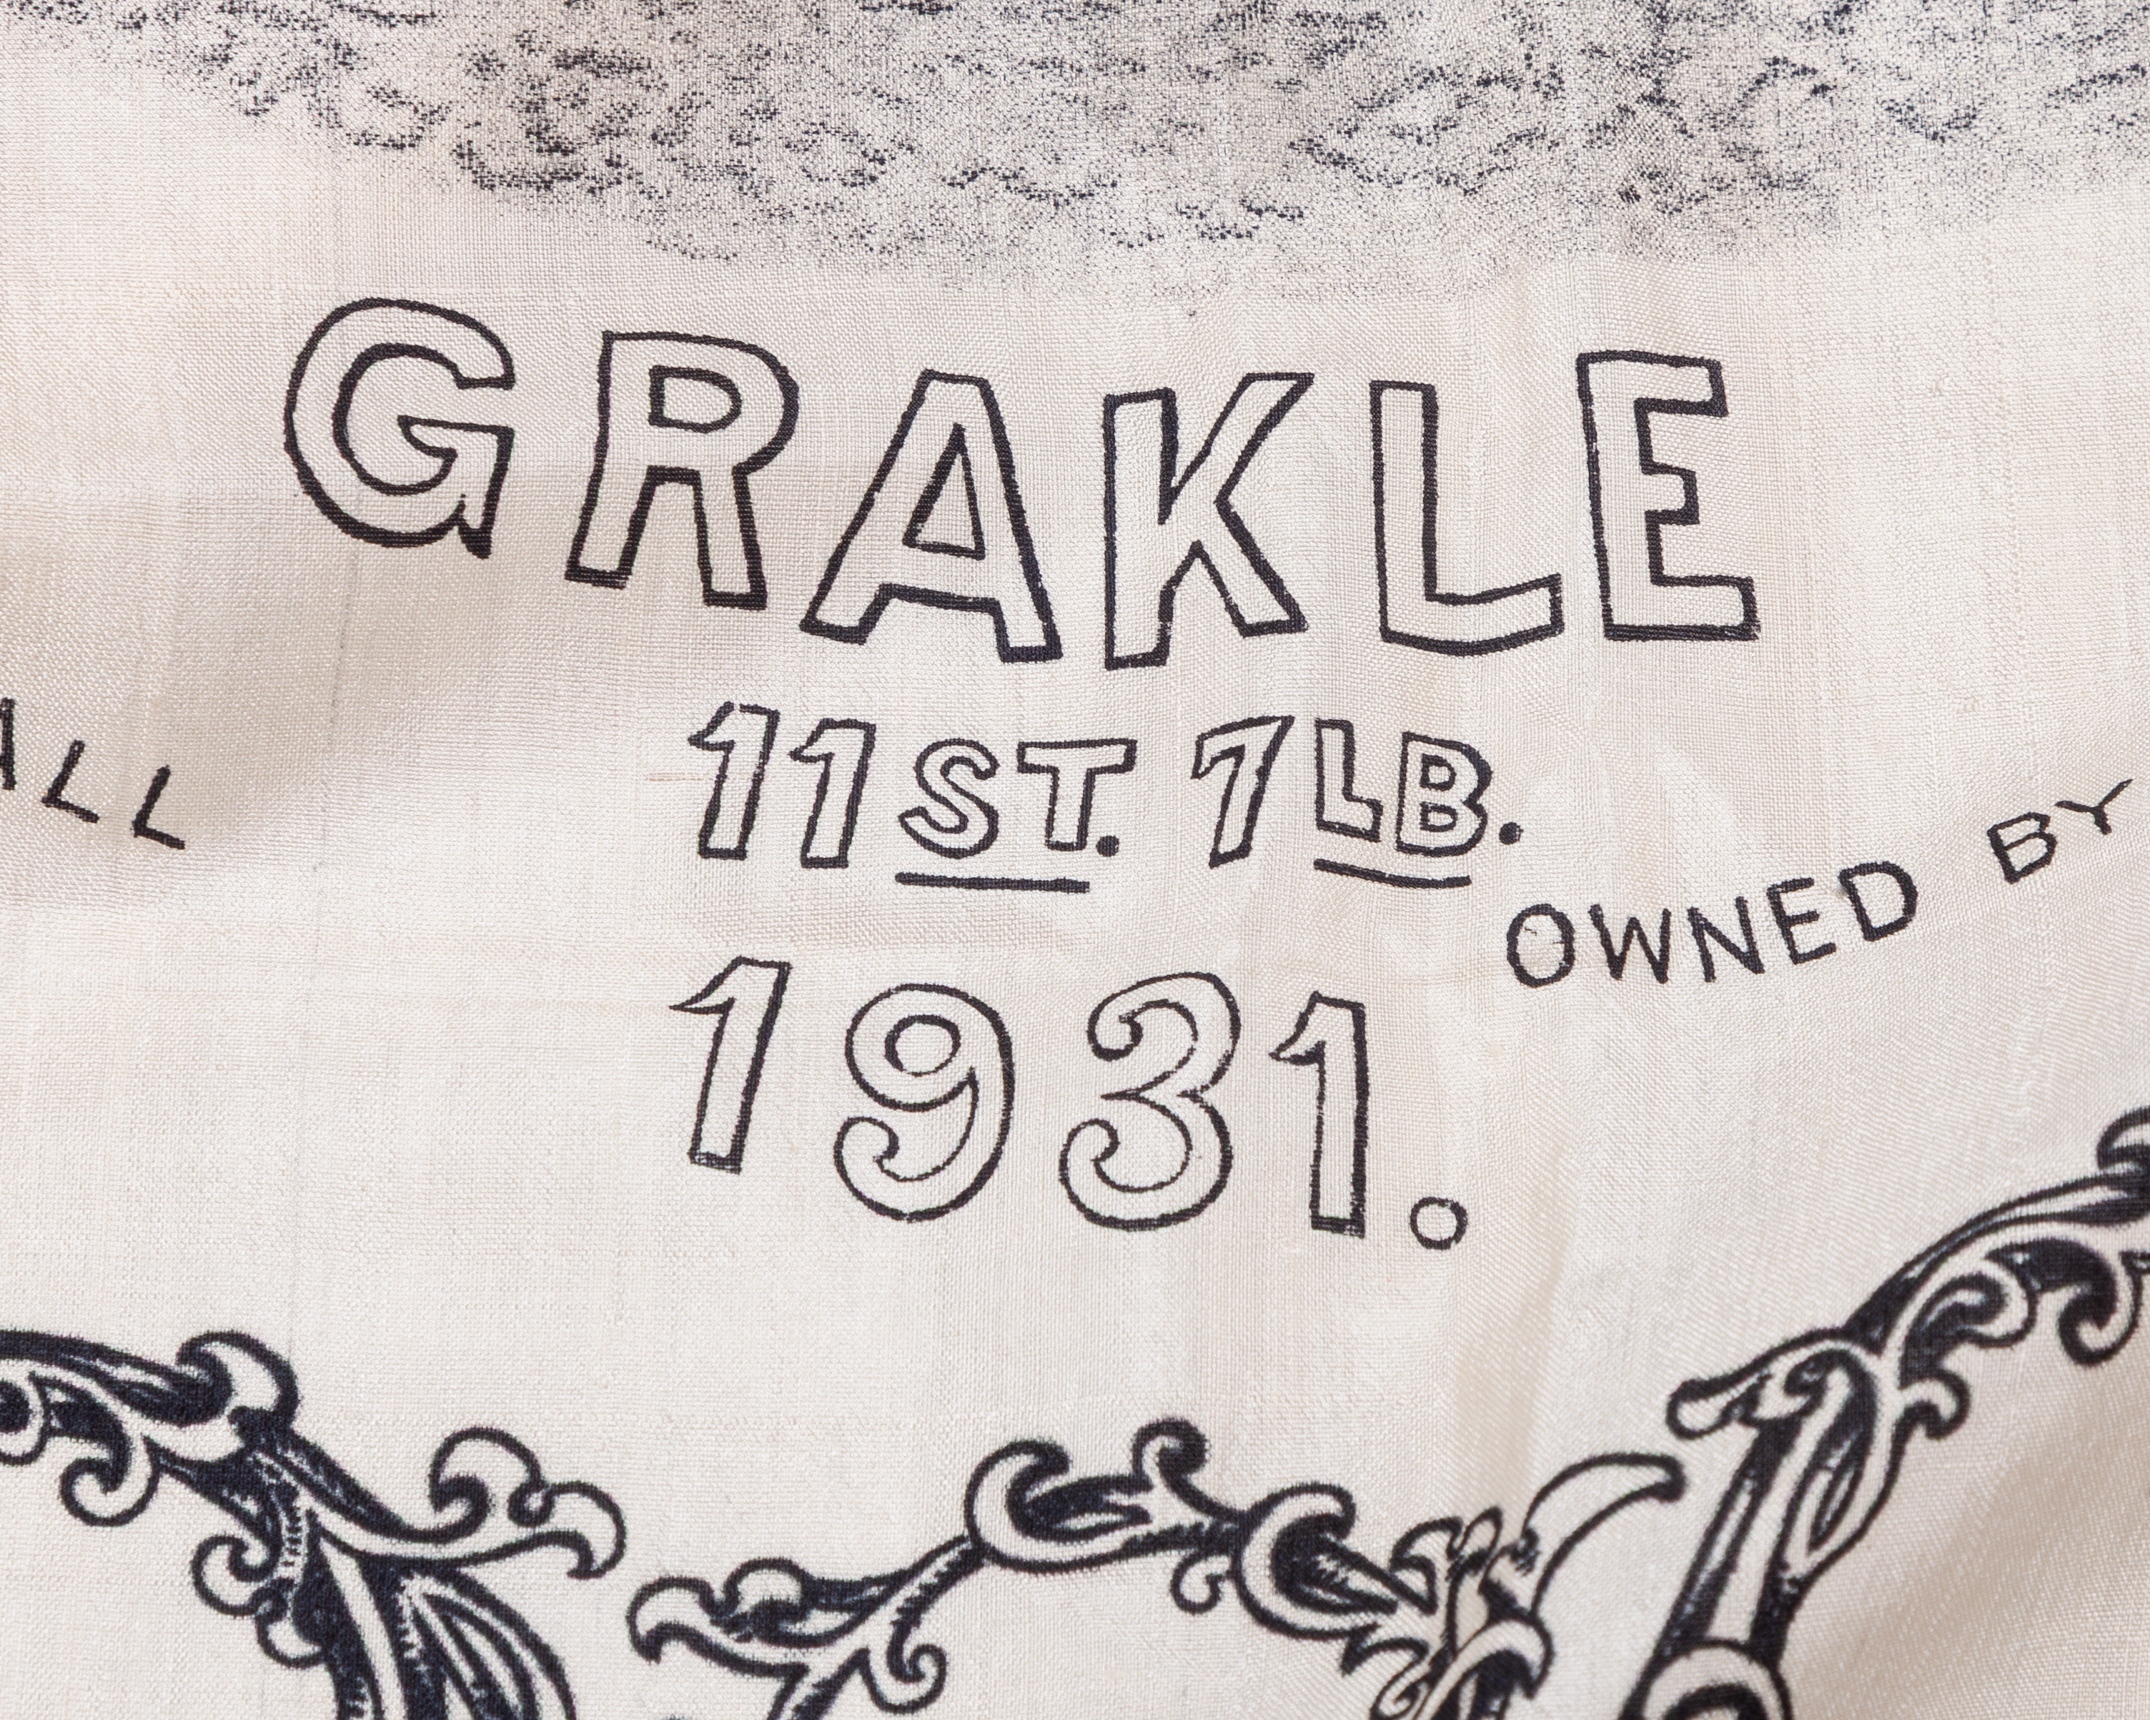 GRAKLE
11ST. 7LB.
ALL
OWNED BY
1931.